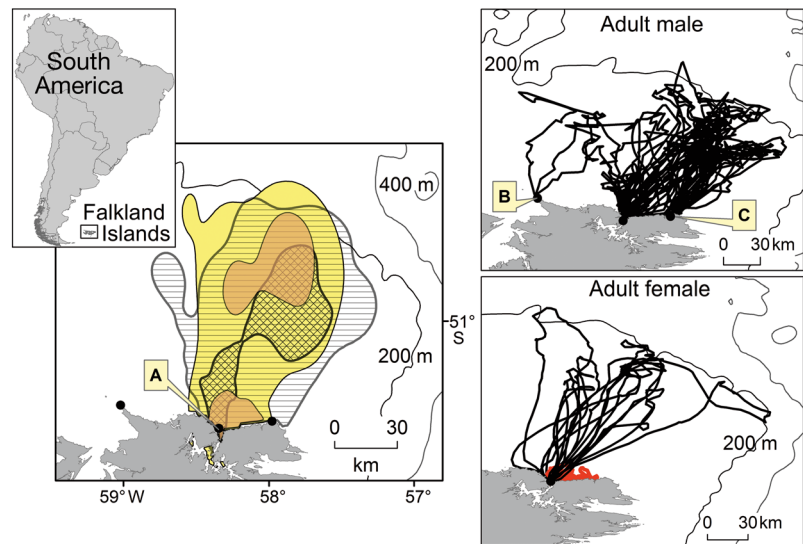 South
America
Falkland
Islands
400 m
200 m
A
0 30
km
59°W
58°
57°
51°
S
Adult male
200 m
B
C
0 30 km
Adult female
200 m
0 30 km